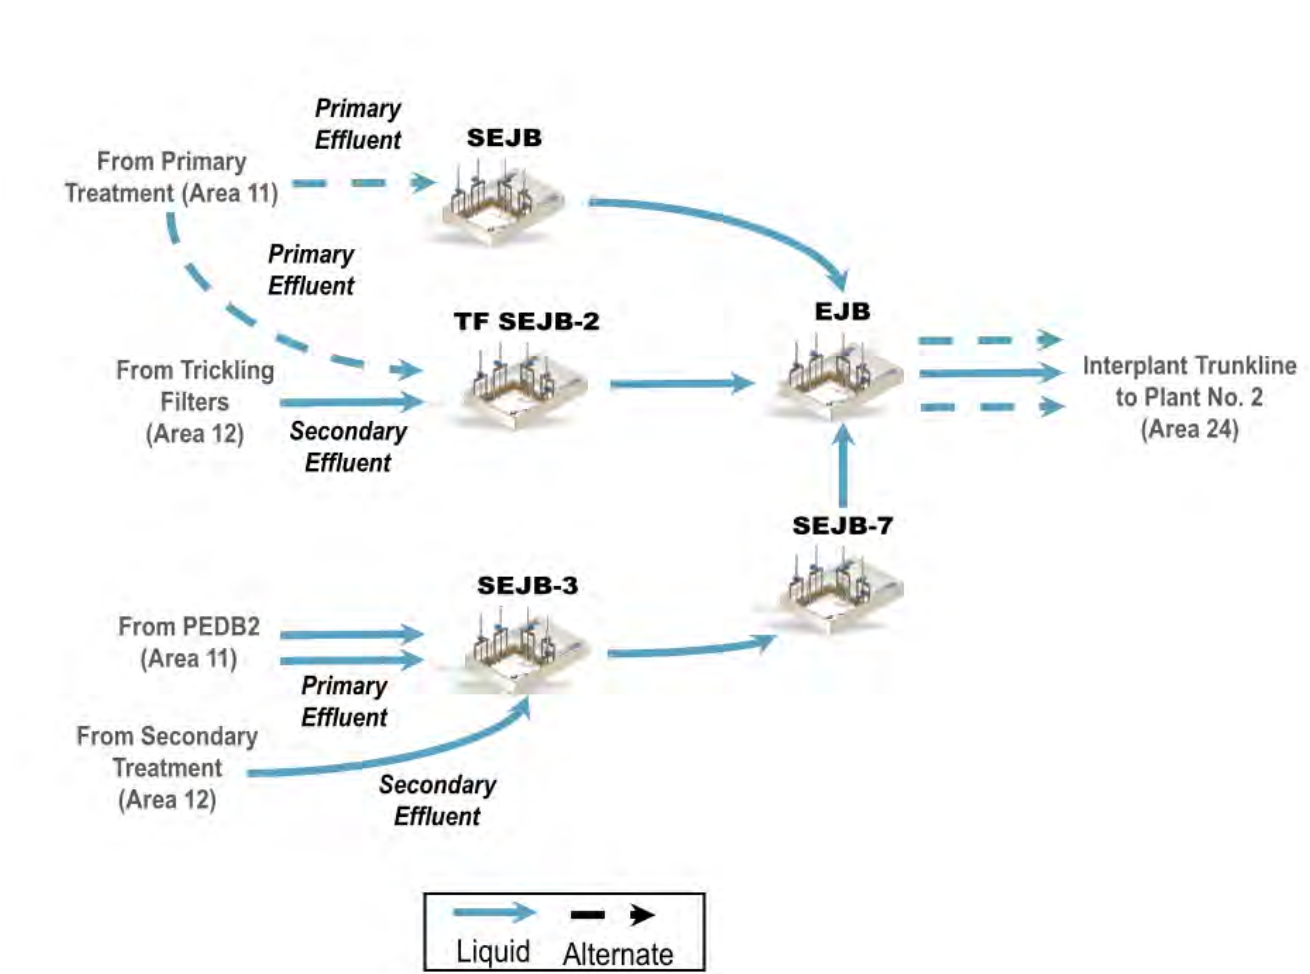 Primary
Effluent
SEJB
From Primary
Treatment (Area 11)
Primary
Effluent
TF SEJB-2
EJB
From Trickling
Filters
(Area 12)
Secondary
Effluent
Interplant Trunkline
to Plant No. 2
(Area 24)
SEJB-7
SEJB-3
From PEDB2
(Area 11)
Primary
Effluent
From Secondary
Treatment
(Area 12)
Secondary
Effluent
Liquid
Alternate